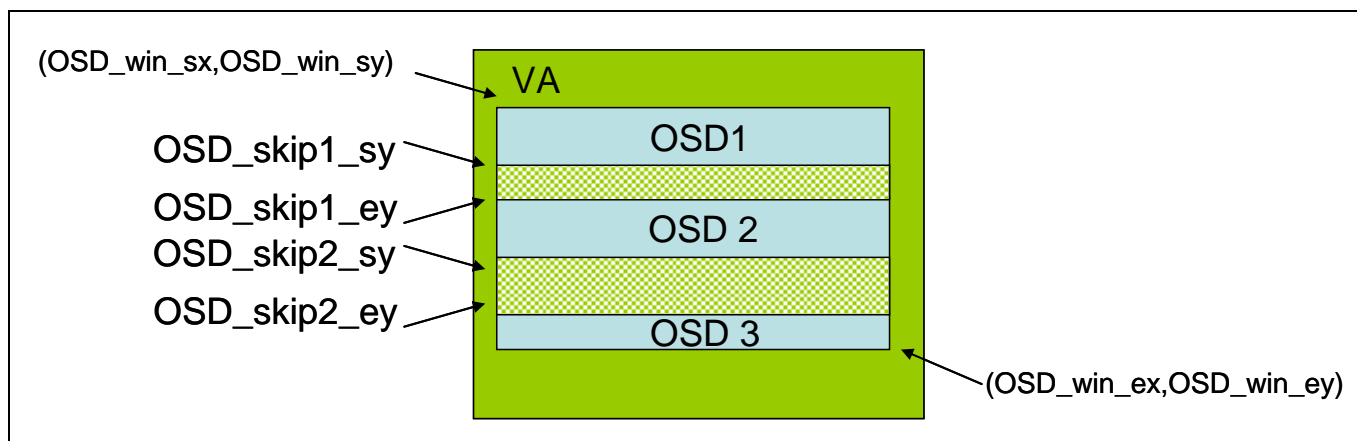 (OSD_win_sx,OSD_win_sy)
VA
OSD1
OSD_skip1_sy
OSD_skip1_ey
OSD 2
OSD_skip2_sy
OSD_skip2_ey
OSD 3
(OSD_win_ex,OSD_win_ey)